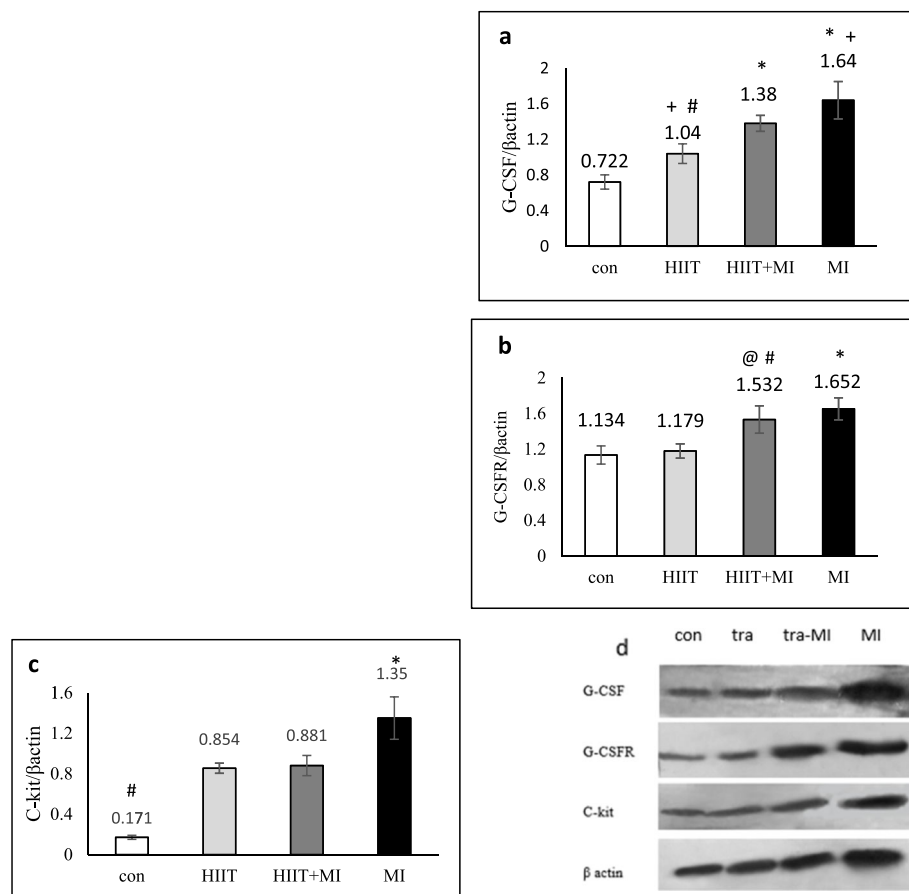 a
* +
1.64
*
1.38
+ #
1.04
0.722
G-CSF/βactin
2
1.6
1.2
0.8
0.4
0
con HIIT HIIT+MI MI
b
@ # *
1.532 1.652
1.134 1.179
G-CSFR/βactin
2
1.6
1.2
0.8
0.4
0
con HIIT HIIT+MI MI
c
*
1.35
0.854 0.881
#
0.171
C-kit/βactin
1.6
1.2
0.8
0.4
0
con HIIT HIIT+MI MI
d
con tra tra-MI MI
G-CSF
G-CSFR
C-kit
β actin